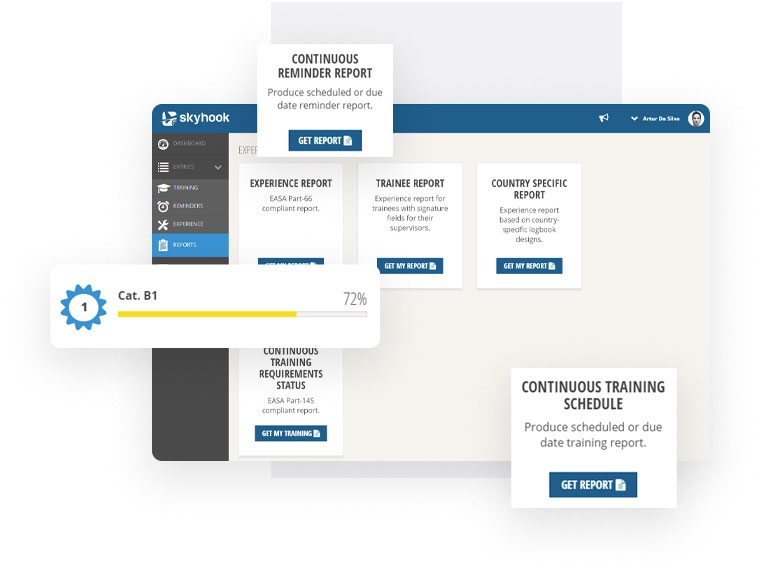 CONTINUOUS
REMINDER REPORT
Produce scheduled or due
date reminder report.
GET REPORT
skyhook
Artur Da Silva
DASHBOARD
ENTRIES
TRAINING
REMINDERS
EXPERIENCE
REPORTS
EXPERIENCE REPORT
EASA Part-66
compliant report.
GET MY REPORT
TRAINEE REPORT
Experience report for
trainees with signature
fields for their
supervisors.
GET MY REPORT
COUNTRY SPECIFIC
REPORT
Experience report
based on country-
specific logbook
designs.
GET MY REPORT
1
Cat. B1
72%
CONTINUOUS
TRAINING
REQUIREMENTS
STATUS
EASA Part-145
compliant report.
GET MY TRAINING
CONTINUOUS TRAINING
SCHEDULE
Produce scheduled or due
date training report.
GET REPORT